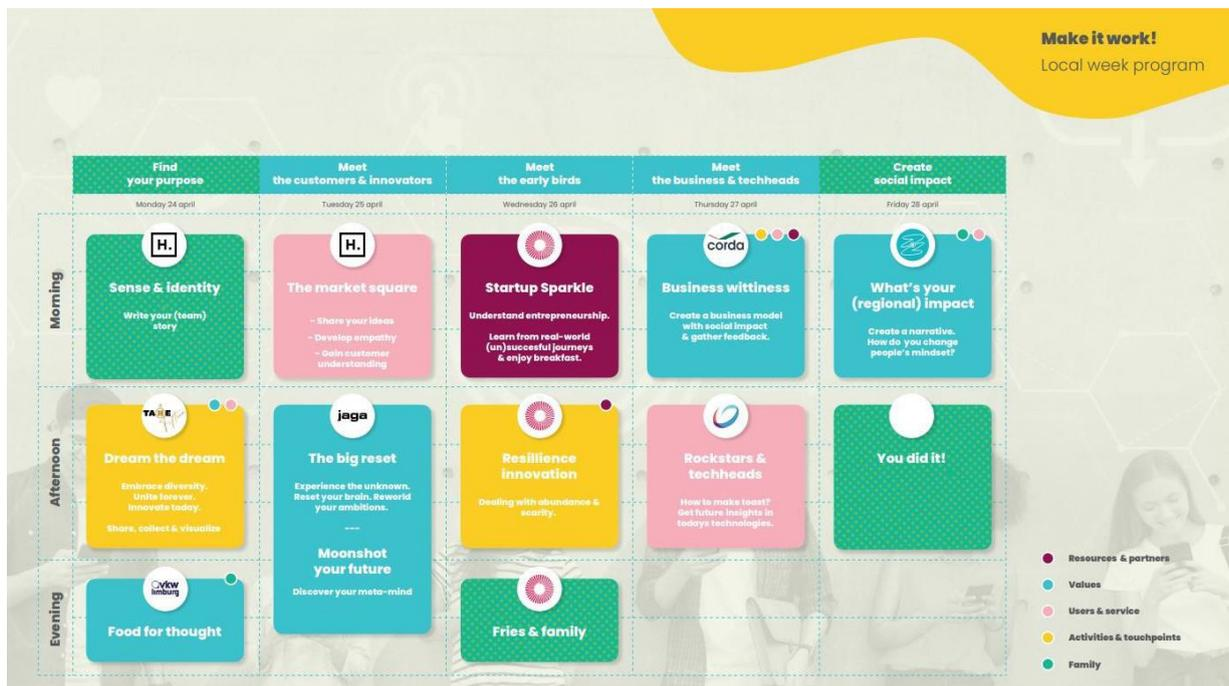 Make it work!
Local week program
Find
your purpose
Meet
the customers & innovators
Meet
the early birds
Meet
the business & techheads
Create
social impact
Monday 24 april
Tuesday 25 april
Wednesday 26 april
Thursday 27 april
Friday 28 april
Morning
H.
Sense & identity
Write your (team)
story
H.
The market square
- Share your ideas
- Develop empathy
- Gain customer
understanding
Startup Sparkle
Understand entrepreneurship.
Learn from real-world
(un)succesful journeys
& enjoy breakfast.
corda
Business wittiness
Create a business model
with social impact
& gather feedback.
What's your
(regional) impact
Create a narrative.
How do you change
people's mindset?
Afternoon
Dream the dream
Embrace diversity.
Unite forever.
Innovate today.
Share, collect & visualize
jaga
The big reset
Experience the unknown.
Reset your brain. Reworld
your ambitions.
---
Moonshot
your future
Discover your meta-mind
Resillience
innovation
Dealing with abundance &
scarity.
Rockstars &
techheads
How to make toast?
Get future insights in
todays technologies.
You did it!
Evening
vkw
limburg
Food for thought
Fries & family
Resources & partners
Values
Users & service
Activities & touchpoints
Family